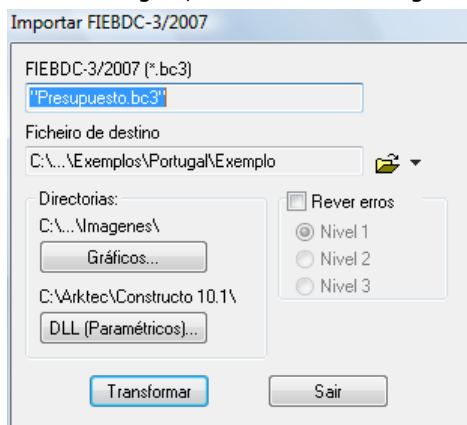 Importar FIEBDC-3/2007
FIEBDC-3/2007 (*.bc3)
"Presupuesto.bc3"
Ficheiro de destino
C:\...\Exemplos\Portugal\Exemplo
Directorias:
C:\...\Imagenes\
Gráficos...
C:\Arktec\Constructo 10.1\
DLL (Paramétricos)...
Rever erros
Nivel 1
Nivel 2
Nivel 3
Transformar
Sair